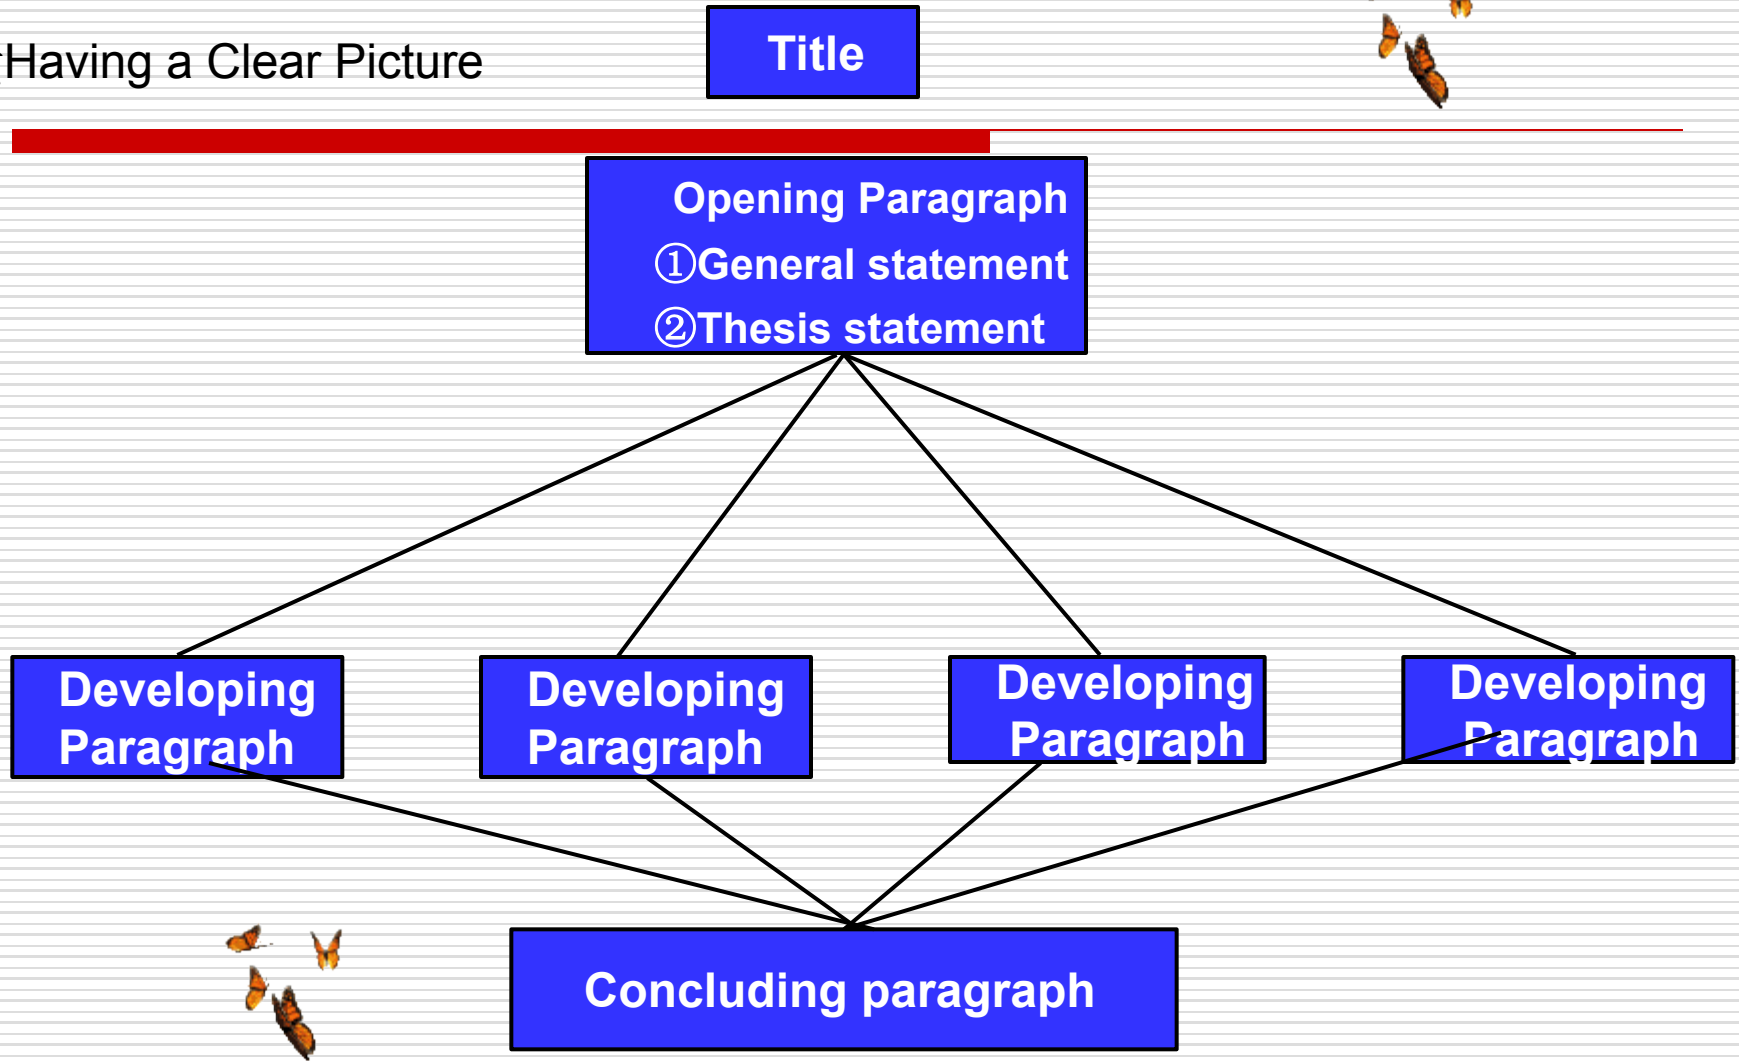 Having a Clear Picture
Title
Opening Paragraph
①General statement
②Thesis statement
Developing
Paragraph
Developing
Paragraph
Developing
Paragraph
Developing
Paragraph
Concluding paragraph